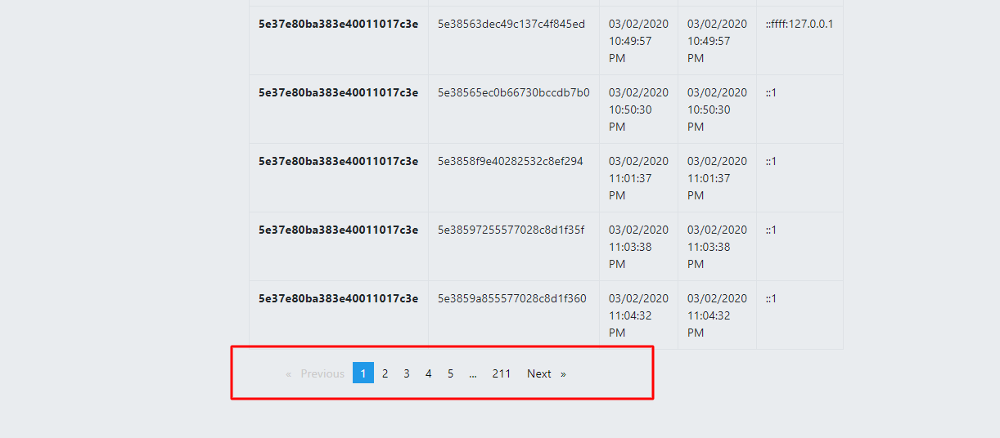 5e37e80ba383e40011017c3e 5e38563dec49c137c4f845ed 03/02/2020 03/02/2020 ::ffff:127.0.0.1
10:49:57 10:49:57
PM PM
5e37e80ba383e40011017c3e 5e38565ec0b66730bccdb7b0 03/02/2020 03/02/2020 ::1
10:50:30 10:50:30
PM PM
5e37e80ba383e40011017c3e 5e3858f9e40282532c8ef294 03/02/2020 03/02/2020 ::1
11:01:37 11:01:37
PM PM
5e37e80ba383e40011017c3e 5e38597255577028c8d1f35f 03/02/2020 03/02/2020 ::1
11:03:38 11:03:38
PM PM
5e37e80ba383e40011017c3e 5e3859a855577028c8d1f360 03/02/2020 03/02/2020 ::1
11:04:32 11:04:32
PM PM
« Previous 1 2 3 4 5 ... 211 Next »